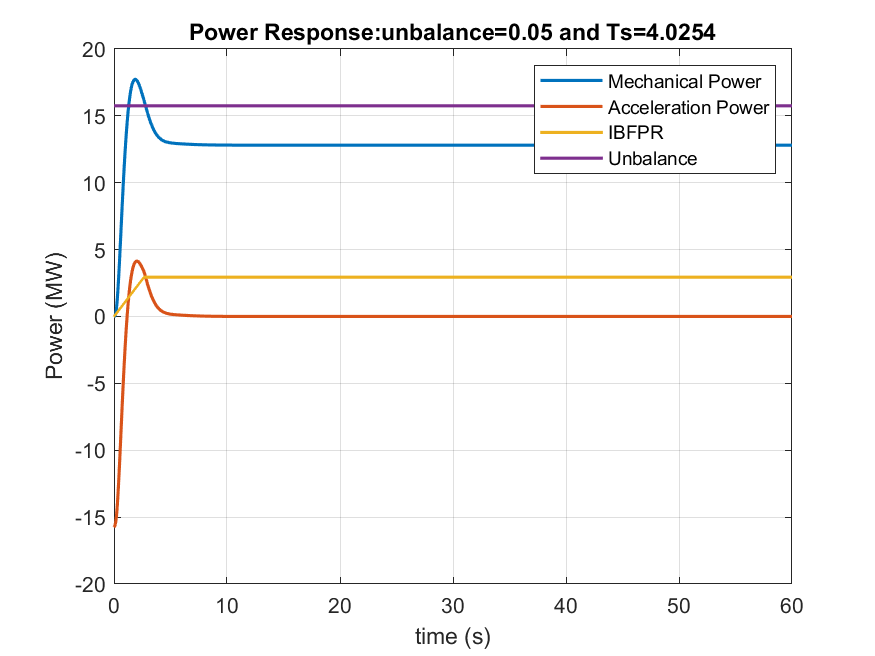 Power Response:unbalance=0.05 and Ts=4.0254
20
15
10
5
0
-5
-10
-15
-20
Power (MW)
Mechanical Power
Acceleration Power
IBFPR
Unbalance
0 10 20 30 40 50 60
time (s)